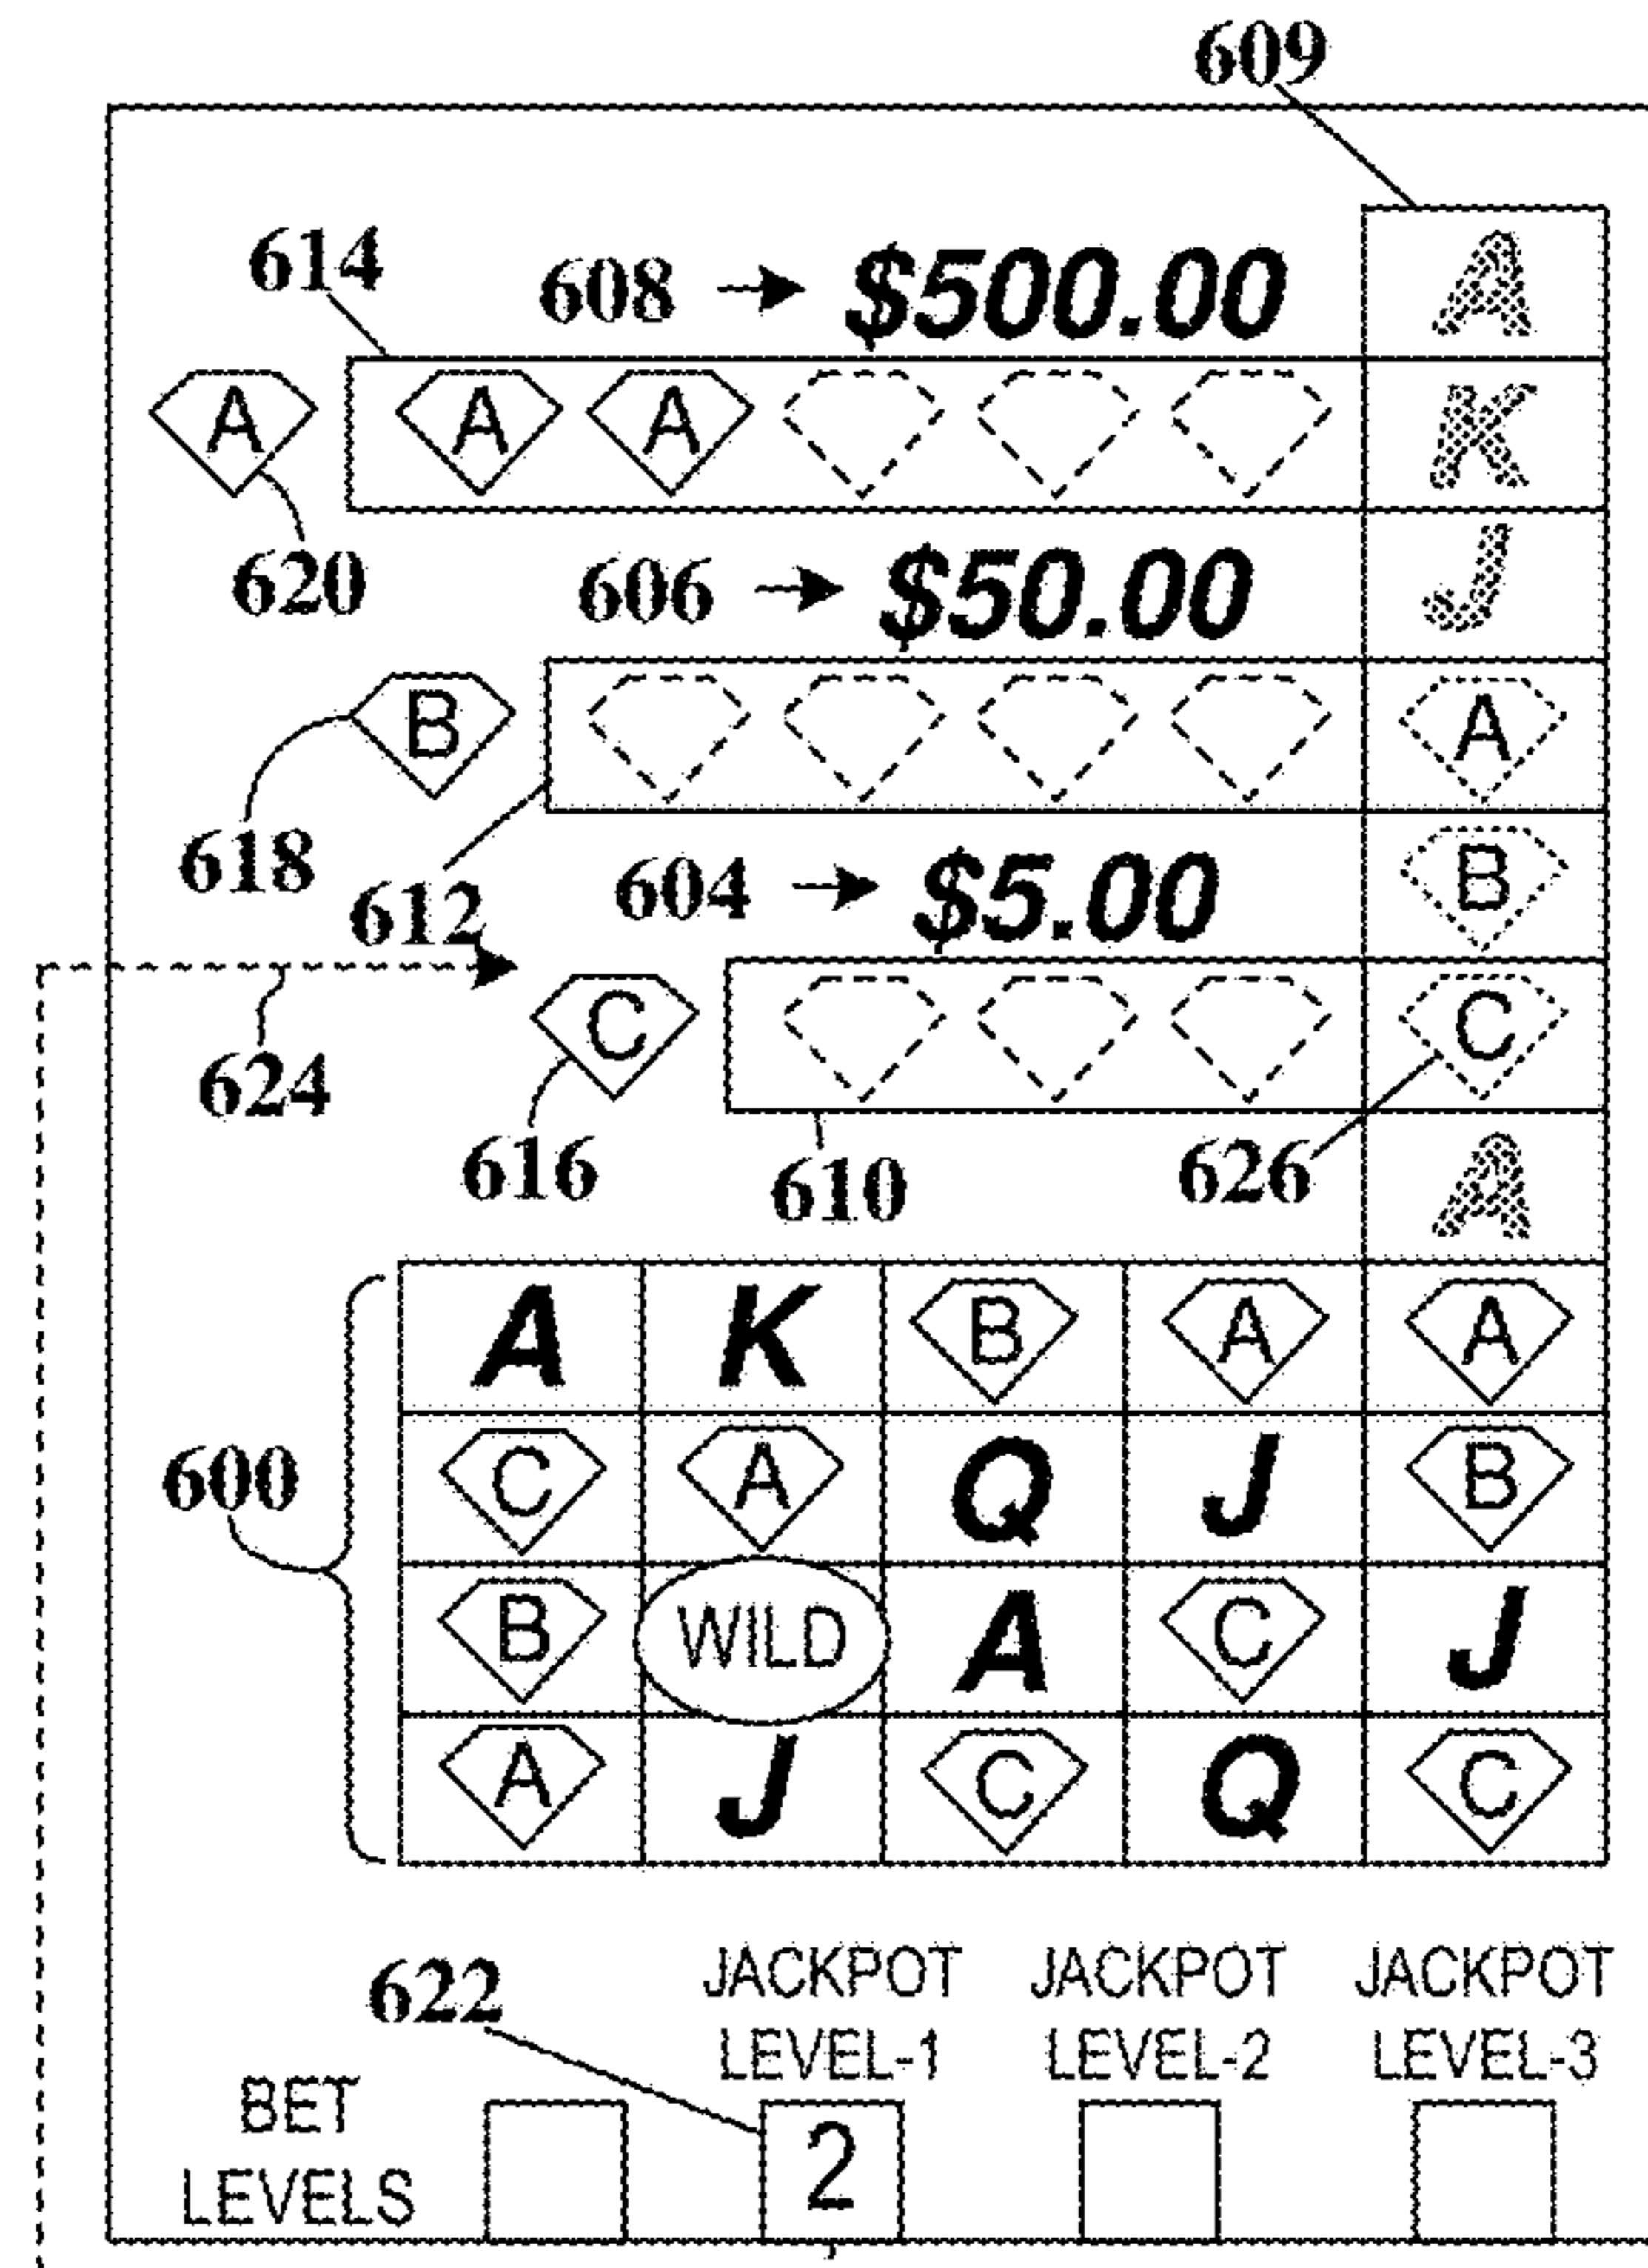 609
614 608 $500.00 A
A A A K
620 606 $50.00 J
B A
618 612 604 $5.00 B
C C
624 616 610 626 A
A K B A A
600 C A Q J B
B WILD A C J
A J C Q C
622 JACKPOT JACKPOT JACKPOT
LEVEL-1 LEVEL-2 LEVEL-3
BET
LEVELS 2